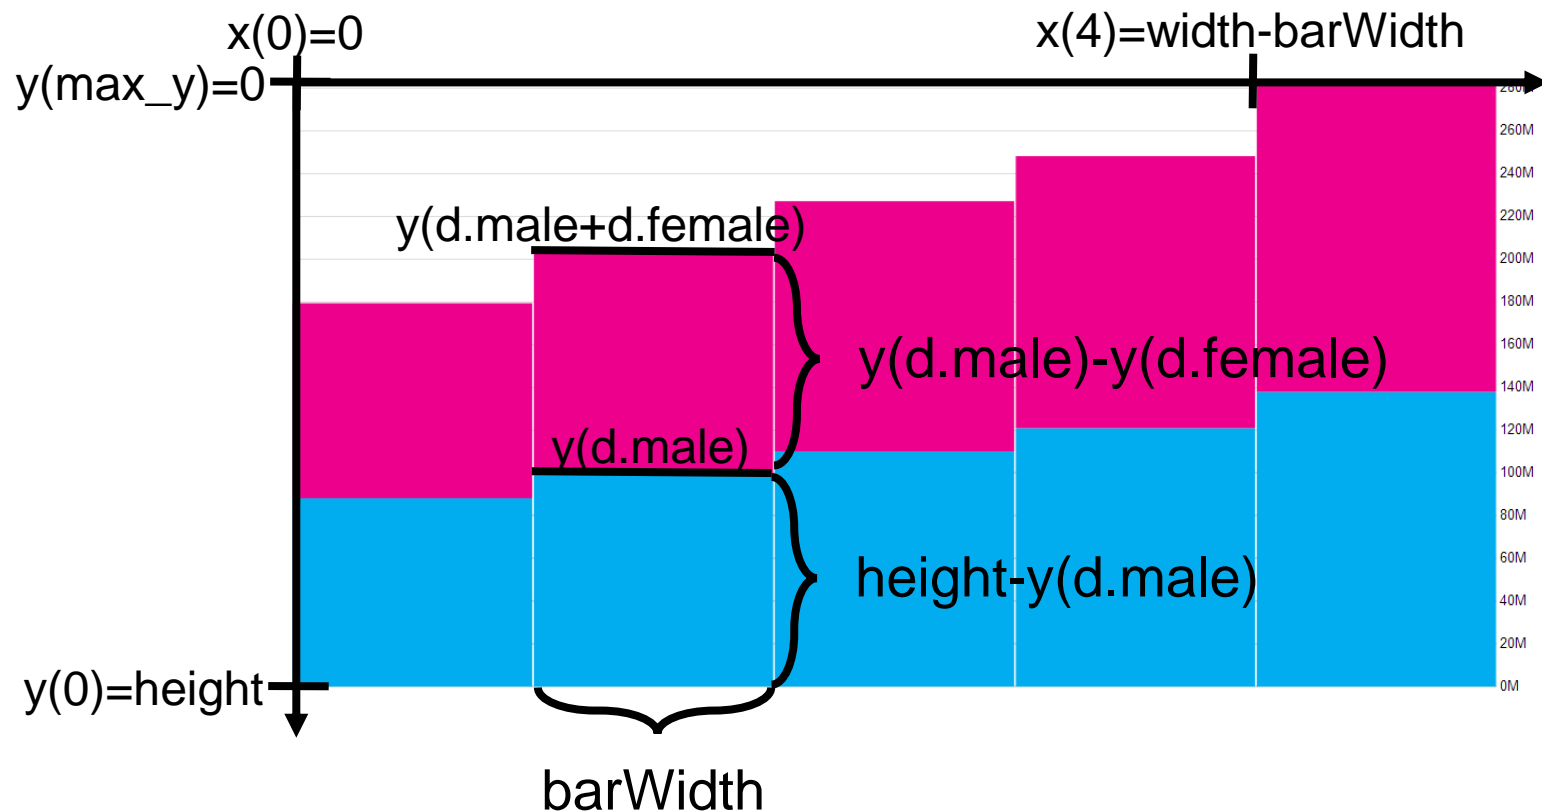 x(0)=0
x(4)=width-barWidth
y(max_y)=0
280M
260M
240M
y(d.male+d.female)
220M
200M
180M
160M
y(d.male)-y(d.female)
140M
120M
y(d.male)
100M
80M
60M
height-y(d.male)
40M
20M
y(0)=height
0M
barWidth